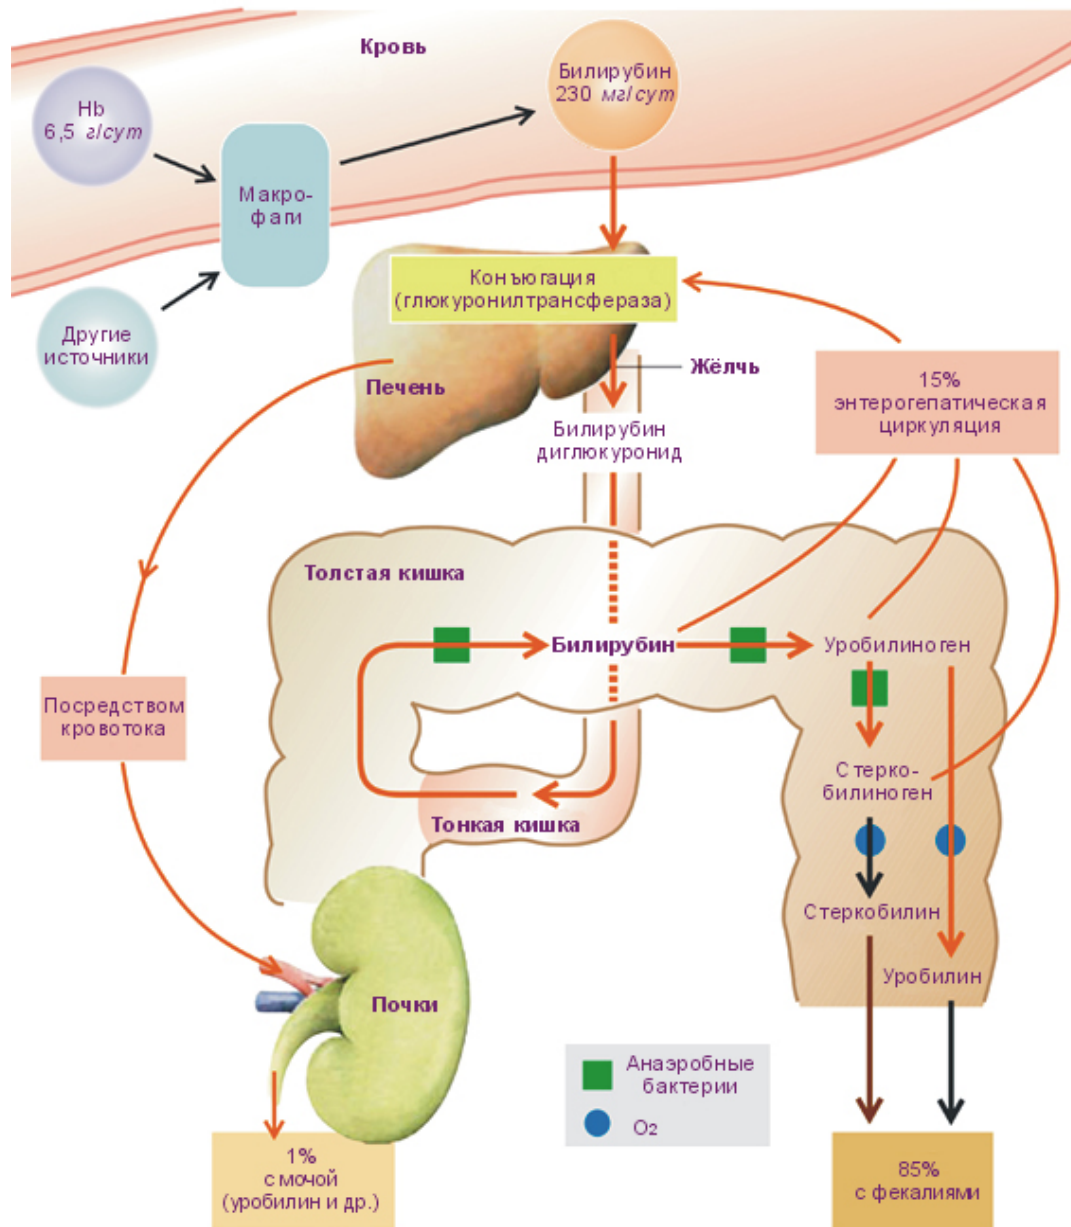 Кровь
Hb
6,5 г/сут
Билирубин
230 мг/сут
Макро-
фаги
Другие
источники
Конъюгация
(глюкуронилтрансфераза)
Печень
Жёлчь
15%
энтерогепатическая
циркуляция
Билирубин
диглюкуронид
Толстая кишка
Билирубин
Уробилиноген
Посредством
кровотока
Стерко-
билиноген
Тонкая кишка
Стеркобилин
Уробилин
Почки
Анаэробные
бактерии
O2
1%
с мочой
(уробилин и др.)
85%
с фекалиями